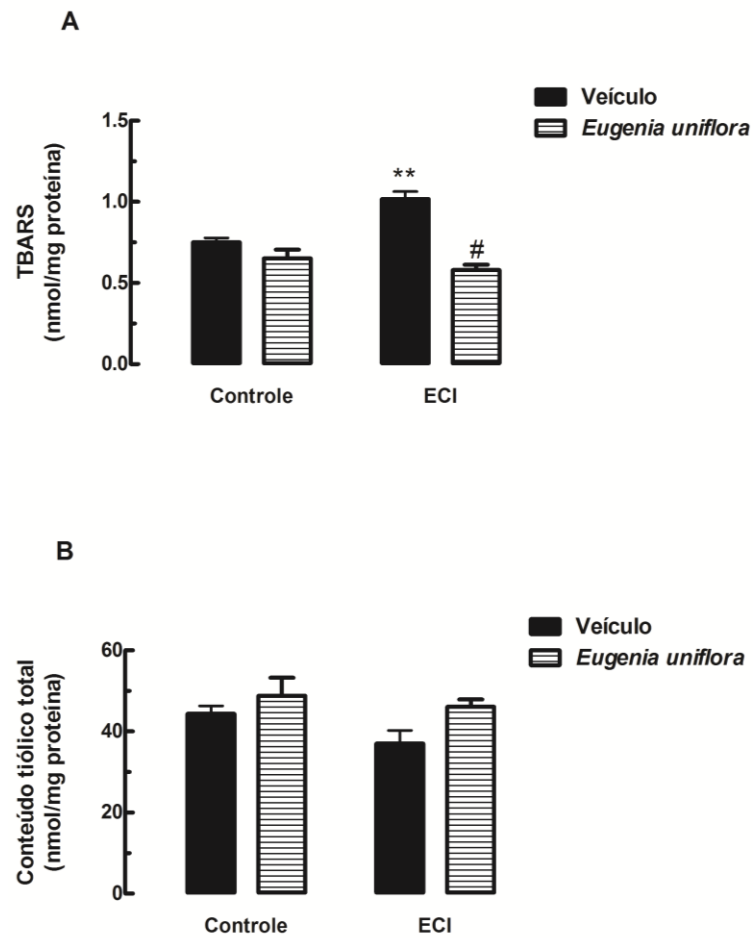 A
Veículo
Eugenia uniflora
TBARS
(nmol/mg proteína)
1.5
1.0
0.5
0.0
**
#
Controle
ECI
B
Veículo
Eugenia uniflora
Conteúdo tiólico total
(nmol/mg proteína)
60
40
20
0
Controle
ECI